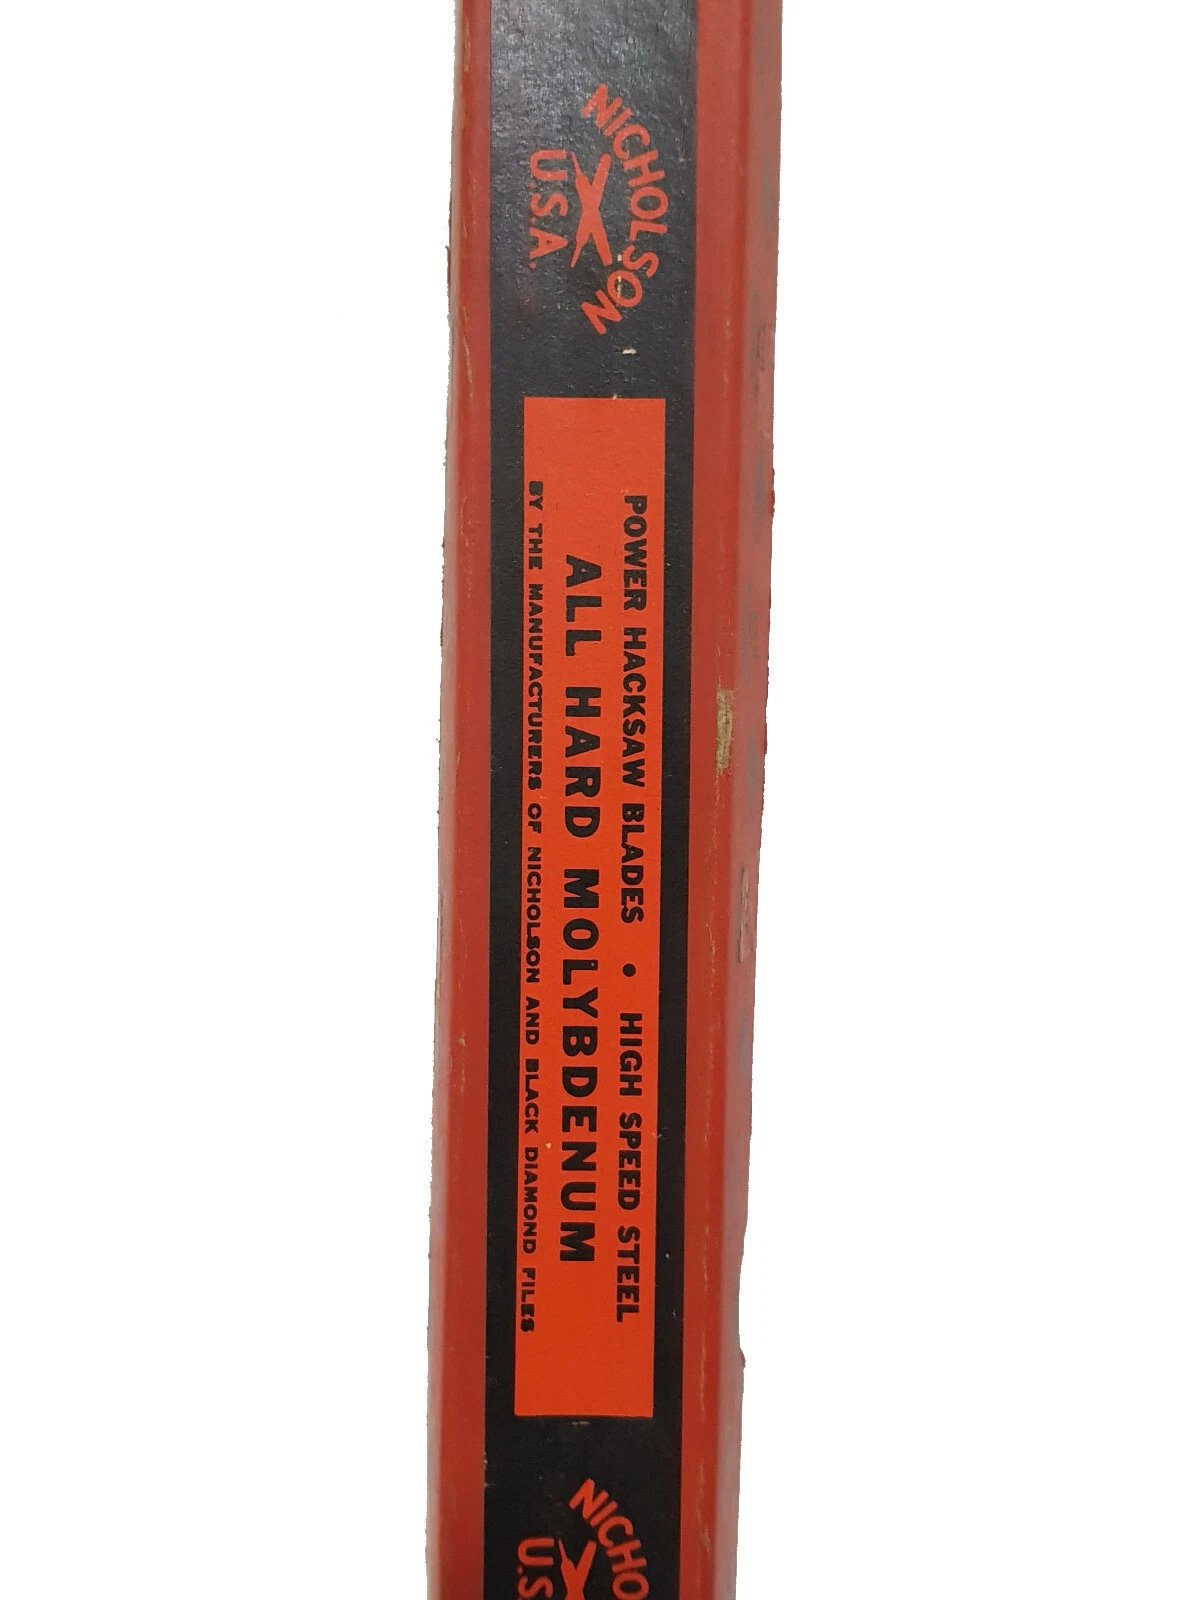 NICHOLSON
U.S.A.
POWER HACKSAW BLADES • HIGH SPEED STEEL
ALL HARD MOLYBDENUM
BY THE MANUFACTURERS OF NICHOLSON AND BLACK DIAMOND FILES
NICHO
U.S